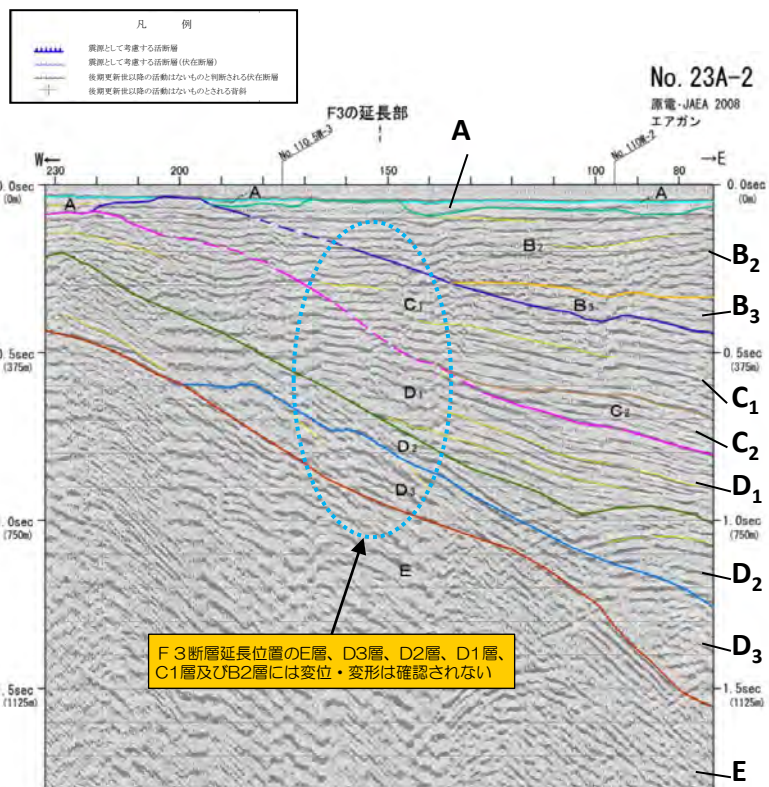 凡 例
震源として考慮する活断層
震源として考慮する活断層(伏在断層)
後期更新世以降の活動はないものと判断される伏在断層
後期更新世以降の活動はないものとされる背斜
No. 23A-2
原電・JAEA 2008
エアガン
F3の延長部
A
No.110.5W-3
No.110W-2
W←
→E
230 200 150 100 80
0.0sec
(0m)
0.0sec
(0m)
A
A
A
B2
B2
B3
B3
C1
0.5sec
(375m)
0.5sec
(375m)
C1
D1
C2
C2
D2
D1
D3
1.0sec
(750m)
1.0sec
(750m)
E
D2
F3断層延長位置のE層、D3層、D2層、D1層、
C1層及びB2層には変位・変形は確認されない
D3
.5sec
(1125m)
1.5sec
(1125m)
E